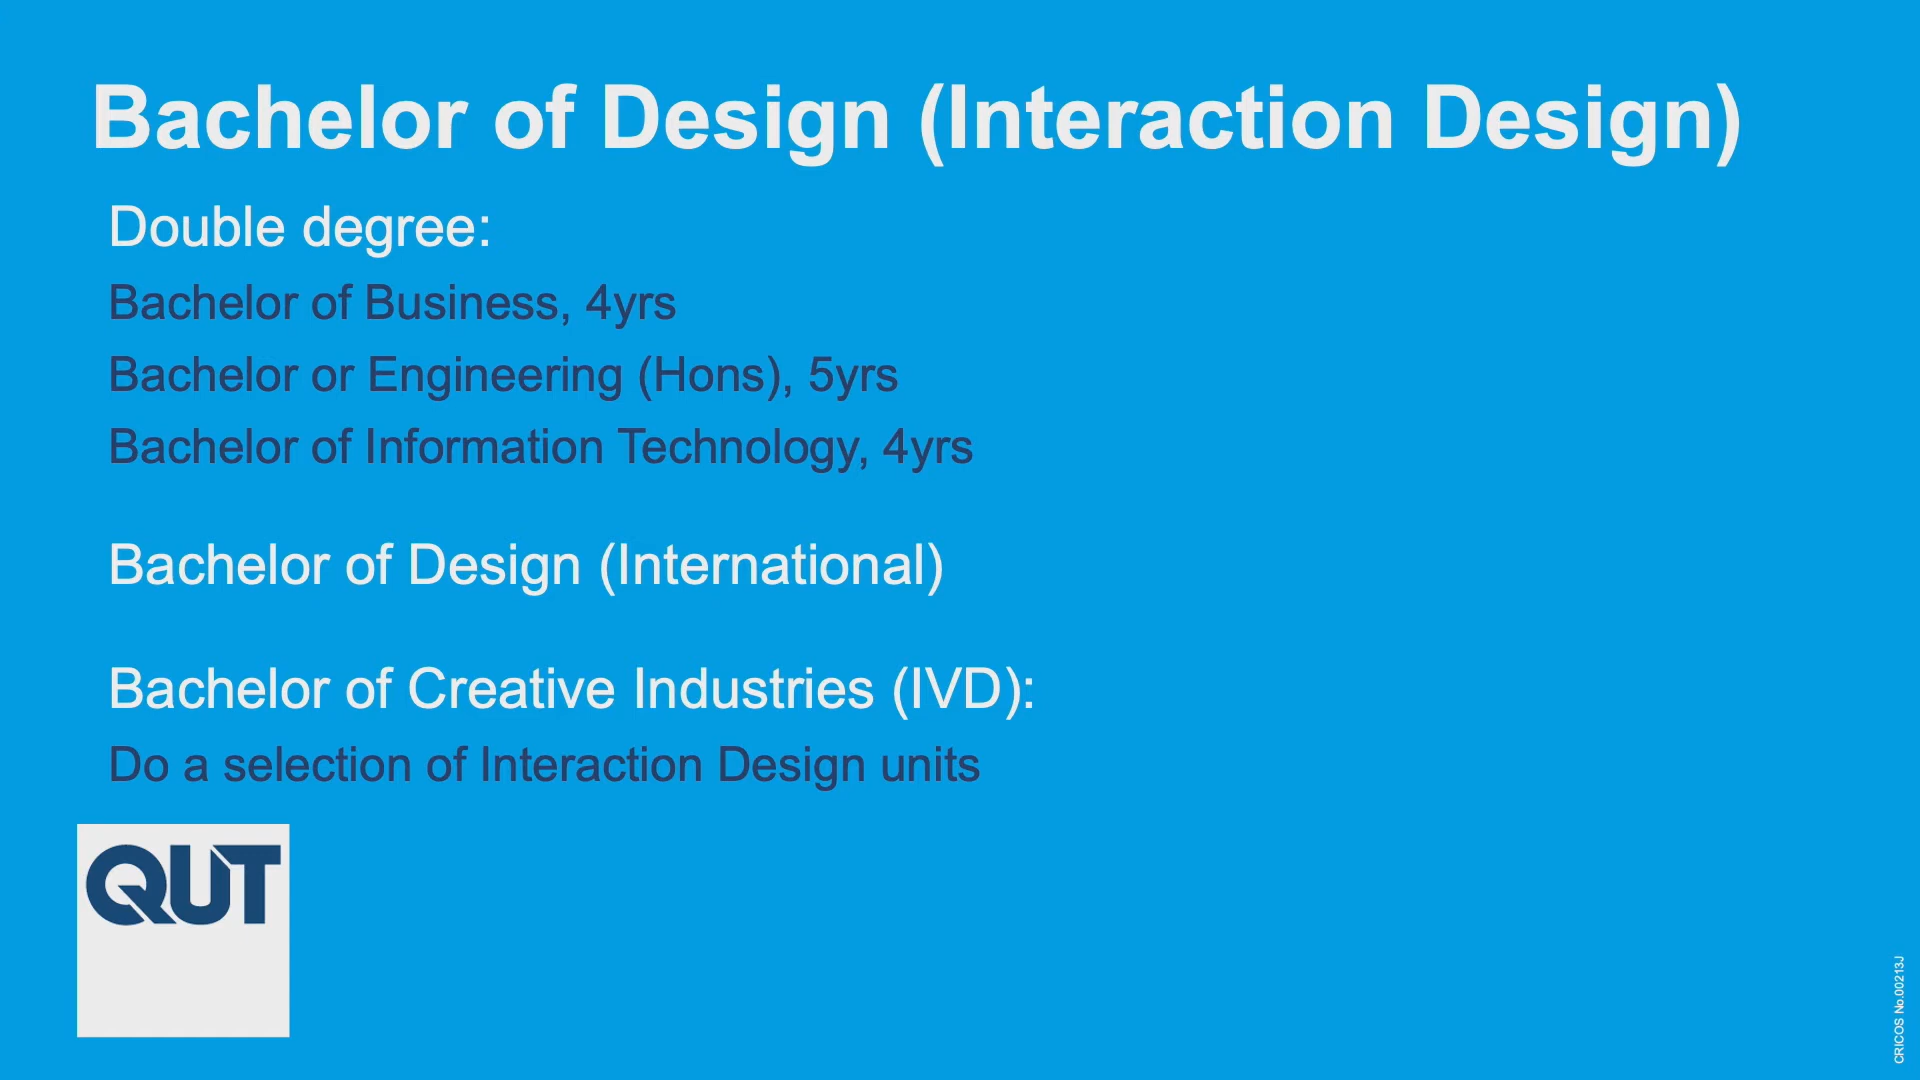 Bachelor of Design (Interaction Design)
Double degree:
Bachelor of Business, 4yrs
Bachelor or Engineering (Hons), 5yrs
Bachelor of Information Technology, 4yrs
Bachelor of Design (International)
Bachelor of Creative Industries (IVD):
Do a selection of Interaction Design units
QUT
CRICOS No.00213J